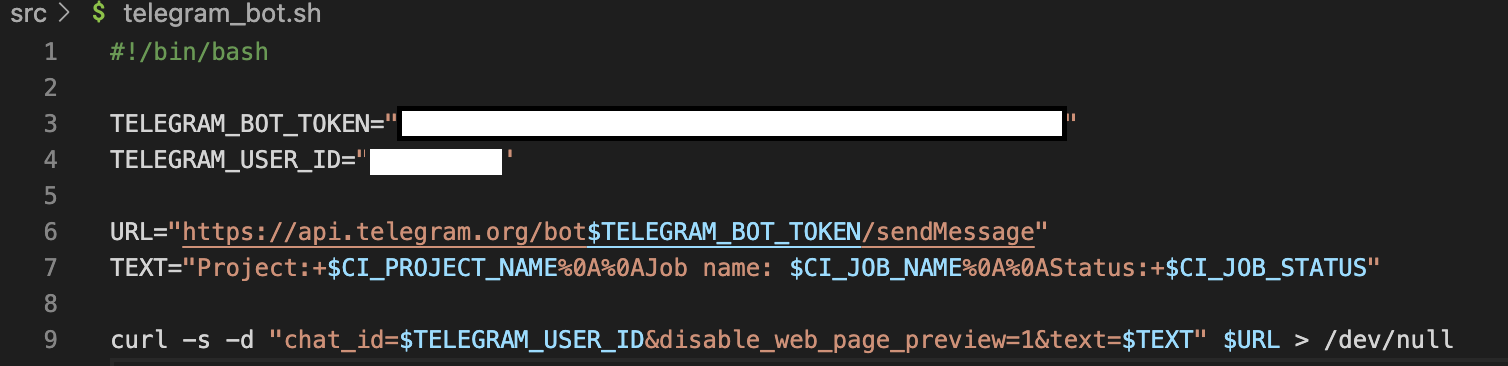 src > $ telegram_bot.sh
1 #!/bin/bash
2
3 TELEGRAM_BOT_TOKEN=" "
4 TELEGRAM_USER_ID=" '
5
6 URL="https://api.telegram.org/bot$TELEGRAM_BOT_TOKEN/sendMessage"
7 TEXT="Project:+$CI_PROJECT_NAME%0A%0AJob name: $CI_JOB_NAME%0A%0AStatus:+$CI_JOB_STATUS"
8
9 curl -s -d "chat_id=$TELEGRAM_USER_ID&disable_web_page_preview=1&text=$TEXT" $URL > /dev/null